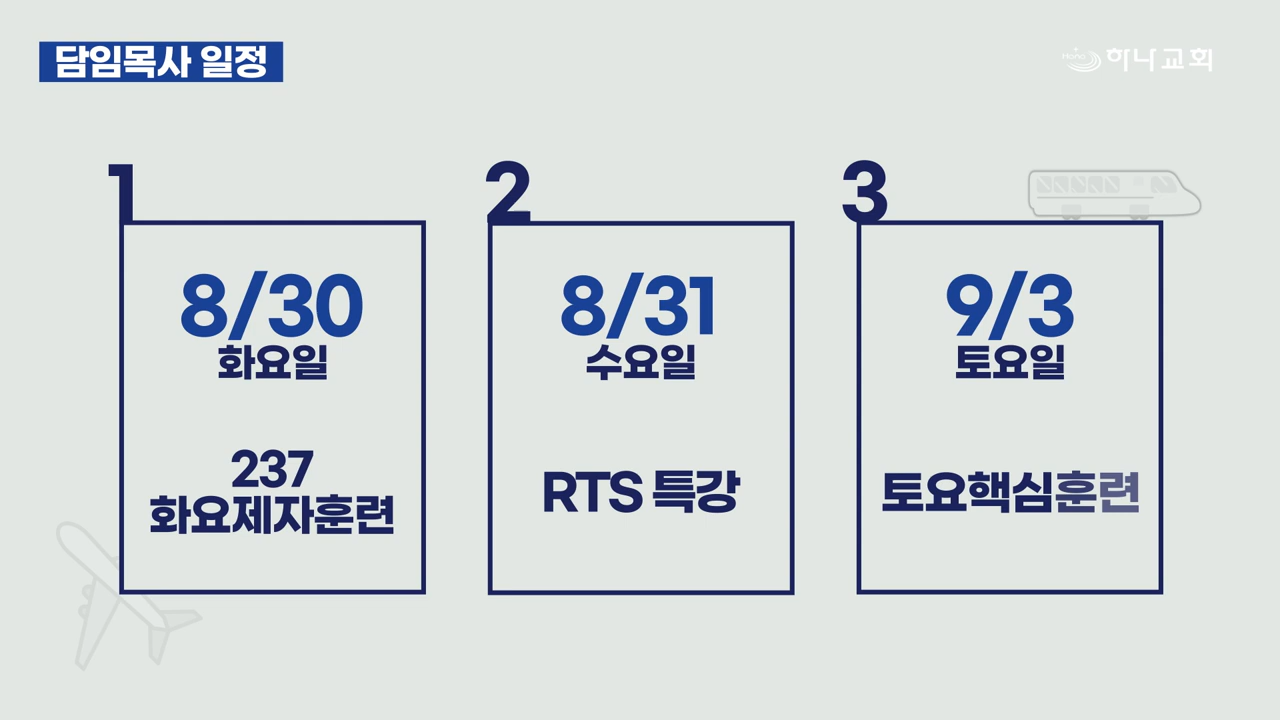 담임목사 일정
Hana 하나교회
1
8/30
화요일
237
화요제자훈련
2
8/31
수요일
RTS 특강
3
9/3
토요일
토요핵심훈련